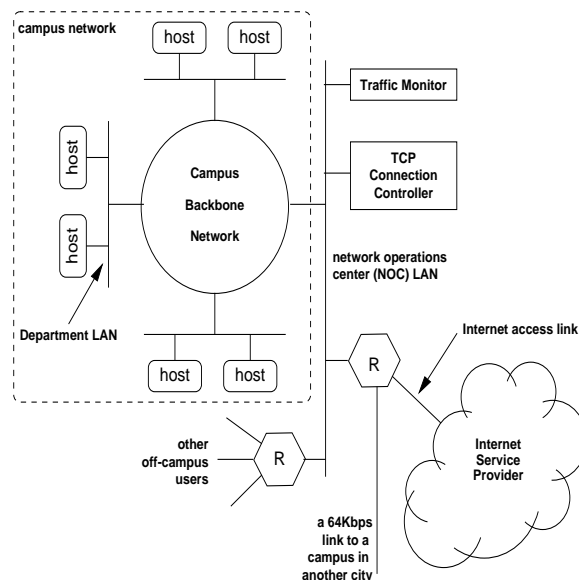 campus network
host
host
Traffic Monitor
TCP
Connection
Controller
host
host
Campus
Backbone
Network
network operations
center (NOC) LAN
Department LAN
Internet access link
host
host
R
other
off-campus
users
R
Internet
Service
Provider
a 64Kbps
link to a
campus in
another city